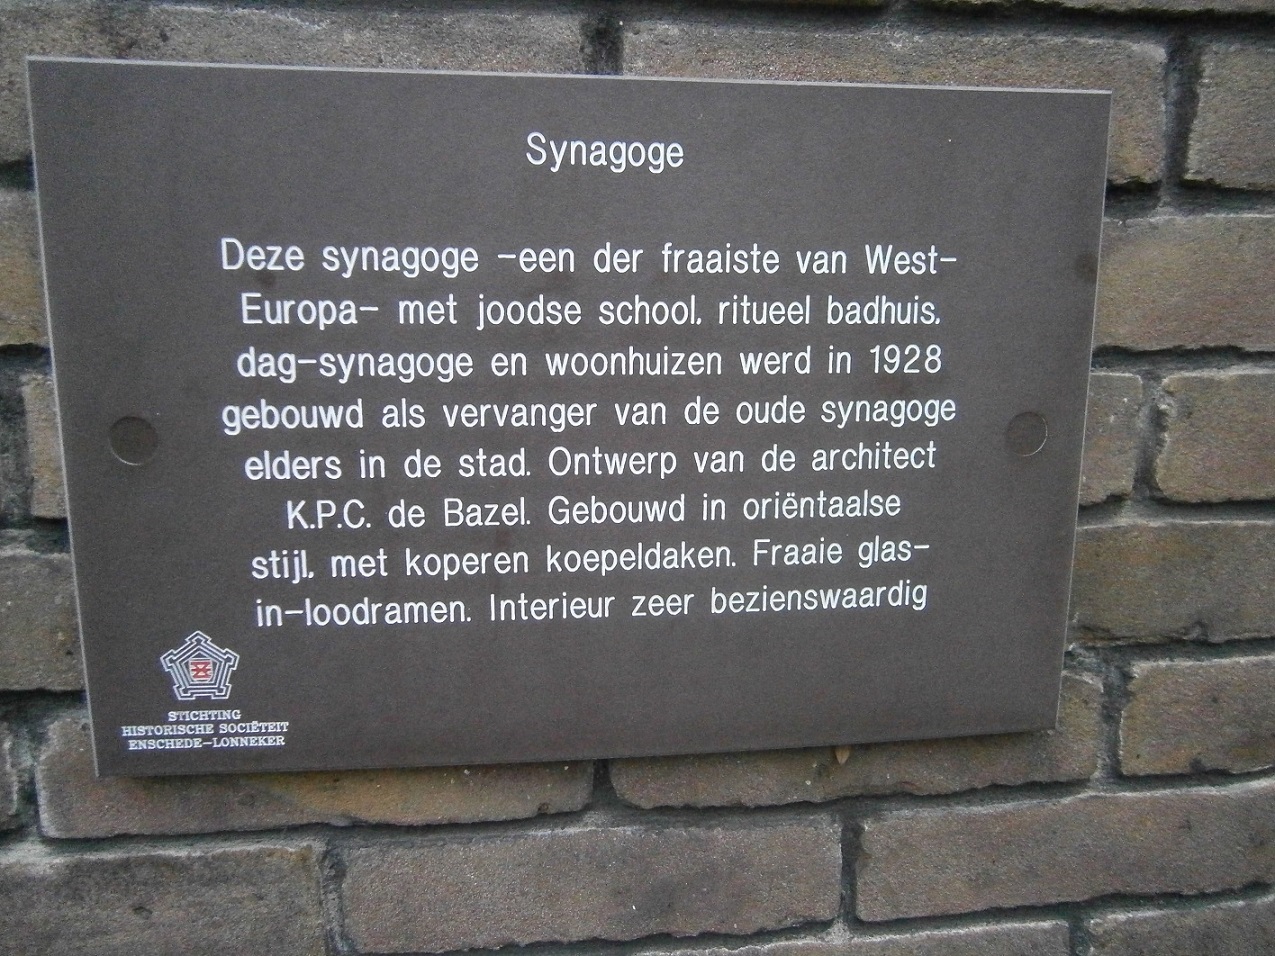 Synagoge
Deze synagoge -een der fraaiste van West-
Europa- met joodse school, ritueel badhuis,
dag-synagoge en woonhuizen werd in 1928
gebouwd als vervanger van de oude synagoge
elders in de stad. Ontwerp van de architect
K.P.C. de Bazel. Gebouwd in oriëntaalse
stijl, met koperen koepeldaken. Fraaie glas-
in-loodramen. Interieur zeer bezienswaardig
STICHTING
HISTORISCHE SOCIËTEIT
ENSCHEDE-LONNEKER